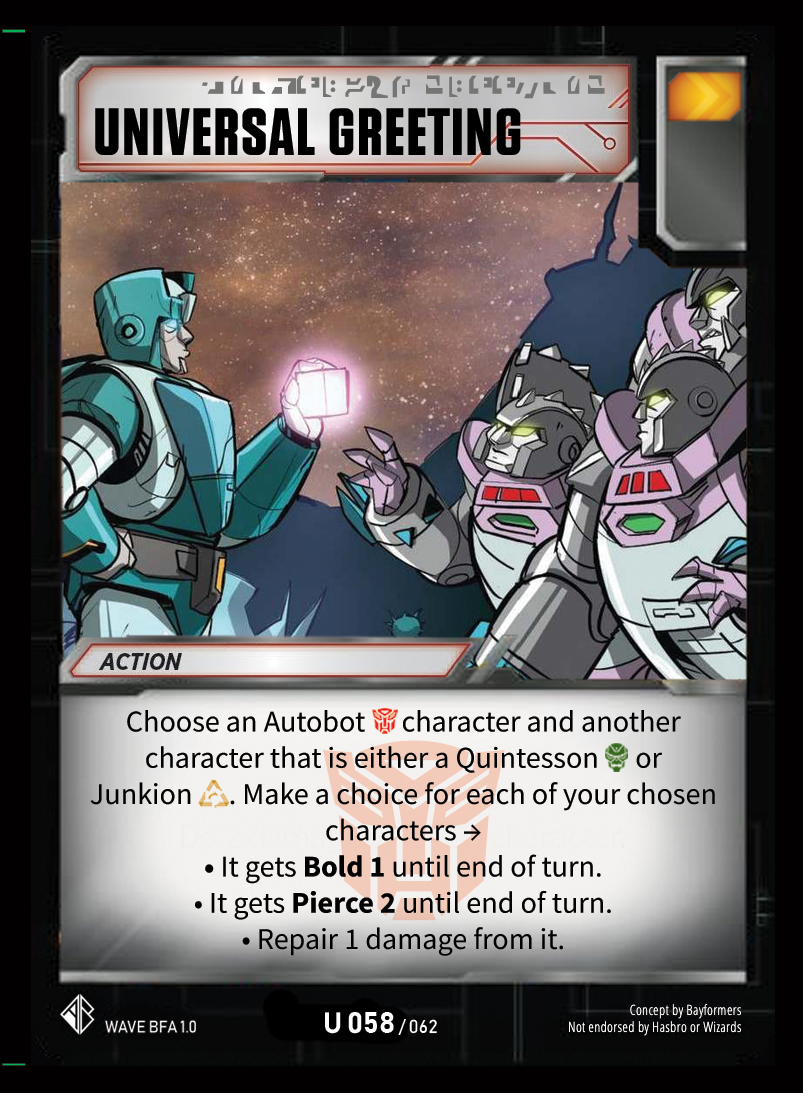 UNIVERSAL GREETING
ACTION
Choose an Autobot character and another
character that is either a Quintesson or
Junkion . Make a choice for each of your chosen
characters →
• It gets Bold 1 until end of turn.
• It gets Pierce 2 until end of turn.
• Repair 1 damage from it.
WAVE BFA 1.0
U 058/062
Concept by Bayformers
Not endorsed by Hasbro or Wizards